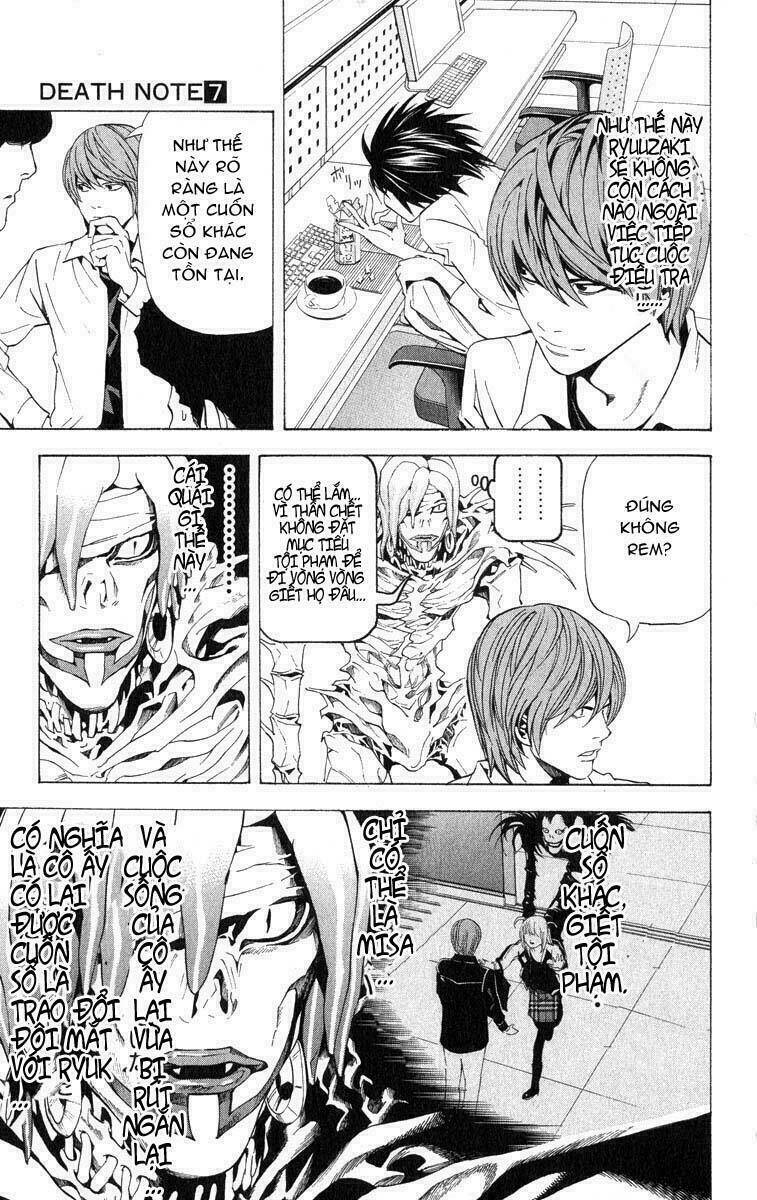 DEATH NOTE 7
NHƯ THẾ NÀY
RYUUZAKI
SẼ KHÔNG
CÒN CÁCH
NÀO NGOÀI
VIỆC TIẾP
TỤC CUỘC
ĐIỀU TRA
......
NHƯ THẾ
NÀY RÕ
RÀNG LÀ
MỘT CUỐN
SỔ KHÁC
CÒN ĐANG
TỒN TẠI.
ĐÚNG
KHÔNG
REM?
......
CÓ THỂ LẮM...
VÌ THẦN CHẾT
KHÔNG ĐẶT
MỤC TIÊU
TỘI PHẠM ĐỂ
ĐI VÒNG VÒNG
GIẾT HỌ ĐÂU..
............
CÁI
QUÁI
GÌ
THẾ
NÀY
...
CUỐN
SỔ
KHÁC,
GIẾT
TỘI
PHẠM.
CHỈ
CÓ
THỂ
LÀ
MISA
...
CÓ NGHĨA
LÀ CÔ ẤY
CÓ LẠI
ĐƯỢC
CUỐN
SỔ LÀ
TRAO ĐỔI
ĐÔI MẮT
VỚI RYUK
...
VÀ
CUỘC
SỐNG
CỦA
CÔ
ẤY
LẠI
VỪA
BỊ
RÚT
NGẮN
LẠI
...